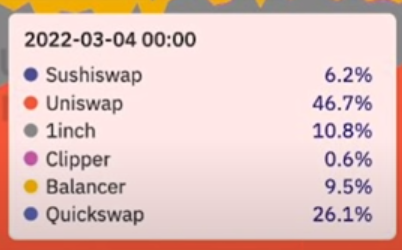 2022-03-04 00:00
Sushiswap 6.2%
Uniswap 46.7%
1inch 10.8%
Clipper 0.6%
Balancer 9.5%
Quickswap 26.1%